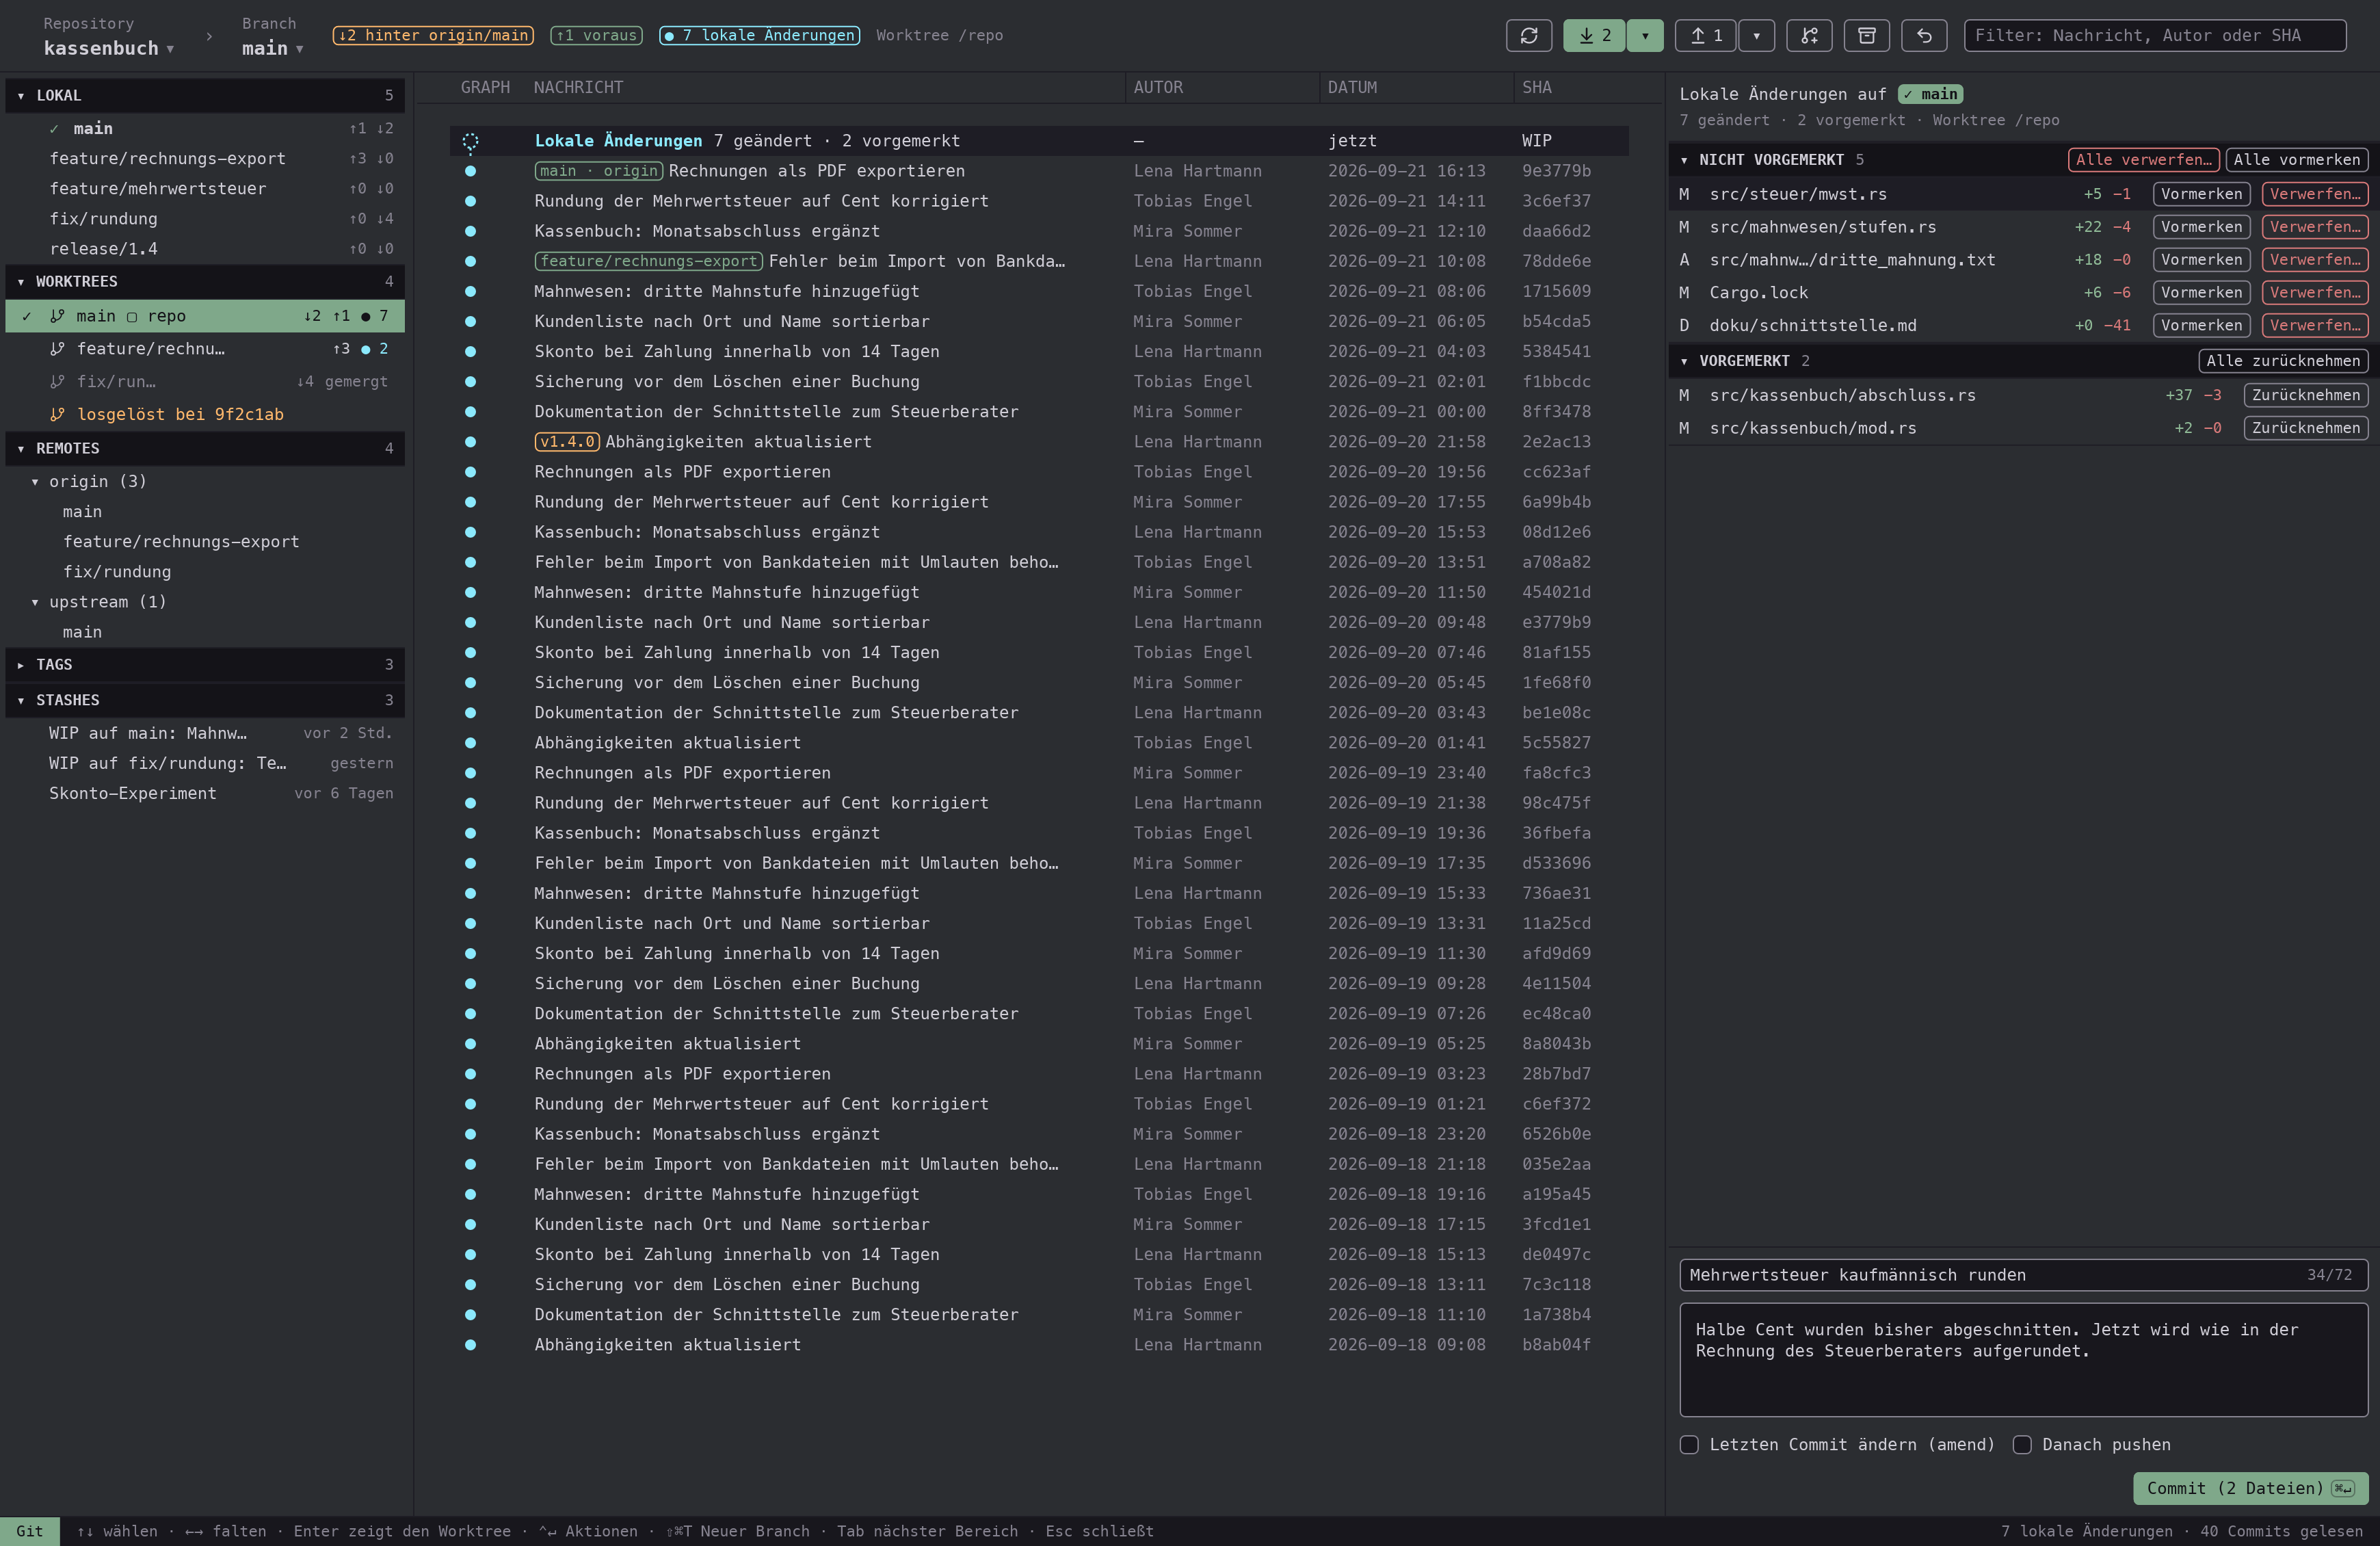 Repository
kassenbuch ▾
›
Branch
main ▾
↓2 hinter origin/main ↑1 voraus ● 7 lokale Änderungen Worktree /repo
2 ▾ 1 ▾
Filter: Nachricht, Autor oder SHA
▾ LOKAL 5
✓ main ↑1 ↓2
feature/rechnungs-export ↑3 ↓0
feature/mehrwertsteuer ↑0 ↓0
fix/rundung ↑0 ↓4
release/1.4 ↑0 ↓0
▾ WORKTREES 4
✓ main ▢ repo ↓2 ↑1 ● 7
feature/rechnu… ↑3 ● 2
fix/run… ↓4 gemergt
losgelöst bei 9f2c1ab
▾ REMOTES 4
▾ origin (3)
main
feature/rechnungs-export
fix/rundung
▾ upstream (1)
main
▸ TAGS 3
▾ STASHES 3
WIP auf main: Mahnw… vor 2 Std.
WIP auf fix/rundung: Te… gestern
Skonto-Experiment vor 6 Tagen
GRAPH NACHRICHT AUTOR DATUM SHA
Lokale Änderungen 7 geändert · 2 vorgemerkt — jetzt WIP
main · origin Rechnungen als PDF exportieren Lena Hartmann 2026-09-21 16:13 9e3779b
Rundung der Mehrwertsteuer auf Cent korrigiert Tobias Engel 2026-09-21 14:11 3c6ef37
Kassenbuch: Monatsabschluss ergänzt Mira Sommer 2026-09-21 12:10 daa66d2
feature/rechnungs-export Fehler beim Import von Bankda… Lena Hartmann 2026-09-21 10:08 78dde6e
Mahnwesen: dritte Mahnstufe hinzugefügt Tobias Engel 2026-09-21 08:06 1715609
Kundenliste nach Ort und Name sortierbar Mira Sommer 2026-09-21 06:05 b54cda5
Skonto bei Zahlung innerhalb von 14 Tagen Lena Hartmann 2026-09-21 04:03 5384541
Sicherung vor dem Löschen einer Buchung Tobias Engel 2026-09-21 02:01 f1bbcdc
Dokumentation der Schnittstelle zum Steuerberater Mira Sommer 2026-09-21 00:00 8ff3478
v1.4.0 Abhängigkeiten aktualisiert Lena Hartmann 2026-09-20 21:58 2e2ac13
Rechnungen als PDF exportieren Tobias Engel 2026-09-20 19:56 cc623af
Rundung der Mehrwertsteuer auf Cent korrigiert Mira Sommer 2026-09-20 17:55 6a99b4b
Kassenbuch: Monatsabschluss ergänzt Lena Hartmann 2026-09-20 15:53 08d12e6
Fehler beim Import von Bankdateien mit Umlauten beho… Tobias Engel 2026-09-20 13:51 a708a82
Mahnwesen: dritte Mahnstufe hinzugefügt Mira Sommer 2026-09-20 11:50 454021d
Kundenliste nach Ort und Name sortierbar Lena Hartmann 2026-09-20 09:48 e3779b9
Skonto bei Zahlung innerhalb von 14 Tagen Tobias Engel 2026-09-20 07:46 81af155
Sicherung vor dem Löschen einer Buchung Mira Sommer 2026-09-20 05:45 1fe68f0
Dokumentation der Schnittstelle zum Steuerberater Lena Hartmann 2026-09-20 03:43 be1e08c
Abhängigkeiten aktualisiert Tobias Engel 2026-09-20 01:41 5c55827
Rechnungen als PDF exportieren Mira Sommer 2026-09-19 23:40 fa8cfc3
Rundung der Mehrwertsteuer auf Cent korrigiert Lena Hartmann 2026-09-19 21:38 98c475f
Kassenbuch: Monatsabschluss ergänzt Tobias Engel 2026-09-19 19:36 36fbefa
Fehler beim Import von Bankdateien mit Umlauten beho… Mira Sommer 2026-09-19 17:35 d533696
Mahnwesen: dritte Mahnstufe hinzugefügt Lena Hartmann 2026-09-19 15:33 736ae31
Kundenliste nach Ort und Name sortierbar Tobias Engel 2026-09-19 13:31 11a25cd
Skonto bei Zahlung innerhalb von 14 Tagen Mira Sommer 2026-09-19 11:30 afd9d69
Sicherung vor dem Löschen einer Buchung Lena Hartmann 2026-09-19 09:28 4e11504
Dokumentation der Schnittstelle zum Steuerberater Tobias Engel 2026-09-19 07:26 ec48ca0
Abhängigkeiten aktualisiert Mira Sommer 2026-09-19 05:25 8a8043b
Rechnungen als PDF exportieren Lena Hartmann 2026-09-19 03:23 28b7bd7
Rundung der Mehrwertsteuer auf Cent korrigiert Tobias Engel 2026-09-19 01:21 c6ef372
Kassenbuch: Monatsabschluss ergänzt Mira Sommer 2026-09-18 23:20 6526b0e
Fehler beim Import von Bankdateien mit Umlauten beho… Lena Hartmann 2026-09-18 21:18 035e2aa
Mahnwesen: dritte Mahnstufe hinzugefügt Tobias Engel 2026-09-18 19:16 a195a45
Kundenliste nach Ort und Name sortierbar Mira Sommer 2026-09-18 17:15 3fcd1e1
Skonto bei Zahlung innerhalb von 14 Tagen Lena Hartmann 2026-09-18 15:13 de0497c
Sicherung vor dem Löschen einer Buchung Tobias Engel 2026-09-18 13:11 7c3c118
Dokumentation der Schnittstelle zum Steuerberater Mira Sommer 2026-09-18 11:10 1a738b4
Abhängigkeiten aktualisiert Lena Hartmann 2026-09-18 09:08 b8ab04f
Lokale Änderungen auf ✓ main
7 geändert · 2 vorgemerkt · Worktree /repo
▾ NICHT VORGEMERKT 5 Alle verwerfen… Alle vormerken
M src/steuer/mwst.rs +5 −1 Vormerken Verwerfen…
M src/mahnwesen/stufen.rs +22 −4 Vormerken Verwerfen…
A src/mahnw…/dritte_mahnung.txt +18 −0 Vormerken Verwerfen…
M Cargo.lock +6 −6 Vormerken Verwerfen…
D doku/schnittstelle.md +0 −41 Vormerken Verwerfen…
▾ VORGEMERKT 2 Alle zurücknehmen
M src/kassenbuch/abschluss.rs +37 −3 Zurücknehmen
M src/kassenbuch/mod.rs +2 −0 Zurücknehmen
Mehrwertsteuer kaufmännisch runden 34/72
Halbe Cent wurden bisher abgeschnitten. Jetzt wird wie in der
Rechnung des Steuerberaters aufgerundet.
Letzten Commit ändern (amend) Danach pushen
Commit (2 Dateien) ⌘↵
Git ↑↓ wählen · ←→ falten · Enter zeigt den Worktree · ⌃↵ Aktionen · ⇧⌘T Neuer Branch · Tab nächster Bereich · Esc schließt
7 lokale Änderungen · 40 Commits gelesen